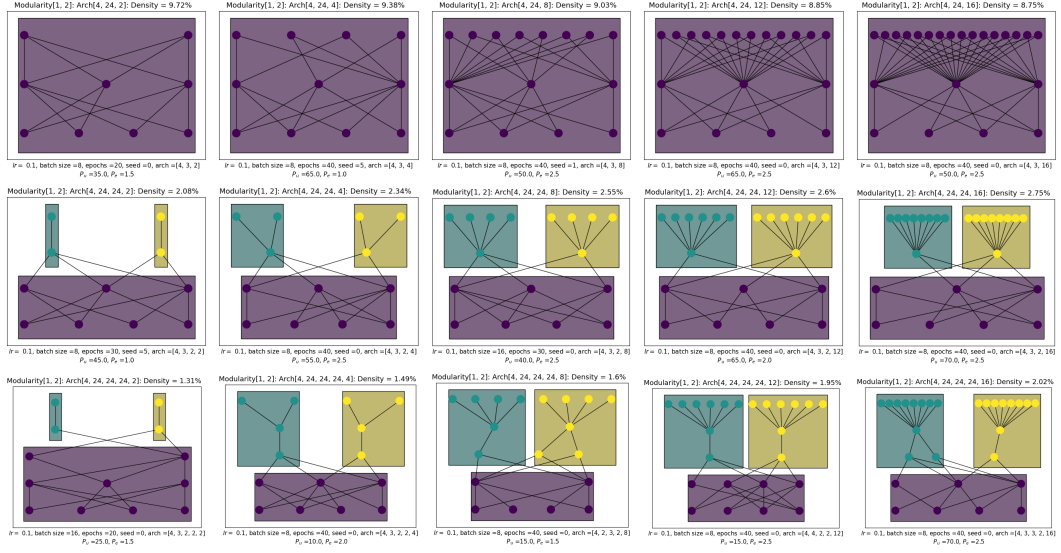 Modularity[1, 2]: Arch[4, 24, 2]: Density = 9.72%
lr = 0.1, batch size =8, epochs =20, seed =0, arch =[4, 3, 2]
Pu =35.0, Pe =1.5
Modularity[1, 2]: Arch[4, 24, 4]: Density = 9.38%
lr = 0.1, batch size =8, epochs =40, seed =5, arch =[4, 3, 4]
Pu =65.0, Pe =1.0
Modularity[1, 2]: Arch[4, 24, 8]: Density = 9.03%
lr = 0.1, batch size =8, epochs =40, seed =1, arch =[4, 3, 8]
Pu =50.0, Pe =2.5
Modularity[1, 2]: Arch[4, 24, 12]: Density = 8.85%
lr = 0.1, batch size =8, epochs =40, seed =0, arch =[4, 3, 12]
Pu =65.0, Pe =2.5
Modularity[1, 2]: Arch[4, 24, 16]: Density = 8.75%
lr = 0.1, batch size =8, epochs =40, seed =0, arch =[4, 3, 16]
Pu =50.0, Pe =2.5
Modularity[1, 2]: Arch[4, 24, 24, 2]: Density = 2.08%
lr = 0.1, batch size =8, epochs =30, seed =5, arch =[4, 3, 2, 2]
Pu =45.0, Pe =1.0
Modularity[1, 2]: Arch[4, 24, 24, 4]: Density = 2.34%
lr = 0.1, batch size =8, epochs =40, seed =0, arch =[4, 3, 2, 4]
Pu =55.0, Pe =2.5
Modularity[1, 2]: Arch[4, 24, 24, 8]: Density = 2.55%
lr = 0.1, batch size =16, epochs =30, seed =0, arch =[4, 3, 2, 8]
Pu =40.0, Pe =2.5
Modularity[1, 2]: Arch[4, 24, 24, 12]: Density = 2.6%
lr = 0.1, batch size =8, epochs =40, seed =0, arch =[4, 3, 2, 12]
Pu =65.0, Pe =2.0
Modularity[1, 2]: Arch[4, 24, 24, 16]: Density = 2.75%
lr = 0.1, batch size =8, epochs =40, seed =0, arch =[4, 3, 2, 16]
Pu =70.0, Pe =2.5
Modularity[1, 2]: Arch[4, 24, 24, 24, 2]: Density = 1.31%
lr = 0.1, batch size =16, epochs =20, seed =0, arch =[4, 3, 2, 2, 2]
Pu =25.0, Pe =1.5
Modularity[1, 2]: Arch[4, 24, 24, 24, 4]: Density = 1.49%
lr = 0.1, batch size =8, epochs =40, seed =0, arch =[4, 3, 2, 2, 4]
Pu =10.0, Pe =2.0
Modularity[1, 2]: Arch[4, 24, 24, 24, 8]: Density = 1.6%
lr = 0.1, batch size =8, epochs =40, seed =0, arch =[4, 2, 3, 2, 8]
Pu =15.0, Pe =1.5
Modularity[1, 2]: Arch[4, 24, 24, 24, 12]: Density = 1.95%
lr = 0.1, batch size =8, epochs =40, seed =0, arch =[4, 4, 2, 2, 12]
Pu =15.0, Pe =2.5
Modularity[1, 2]: Arch[4, 24, 24, 24, 16]: Density = 2.02%
lr = 0.1, batch size =8, epochs =40, seed =0, arch =[4, 3, 3, 2, 16]
Pu =70.0, Pe =2.5